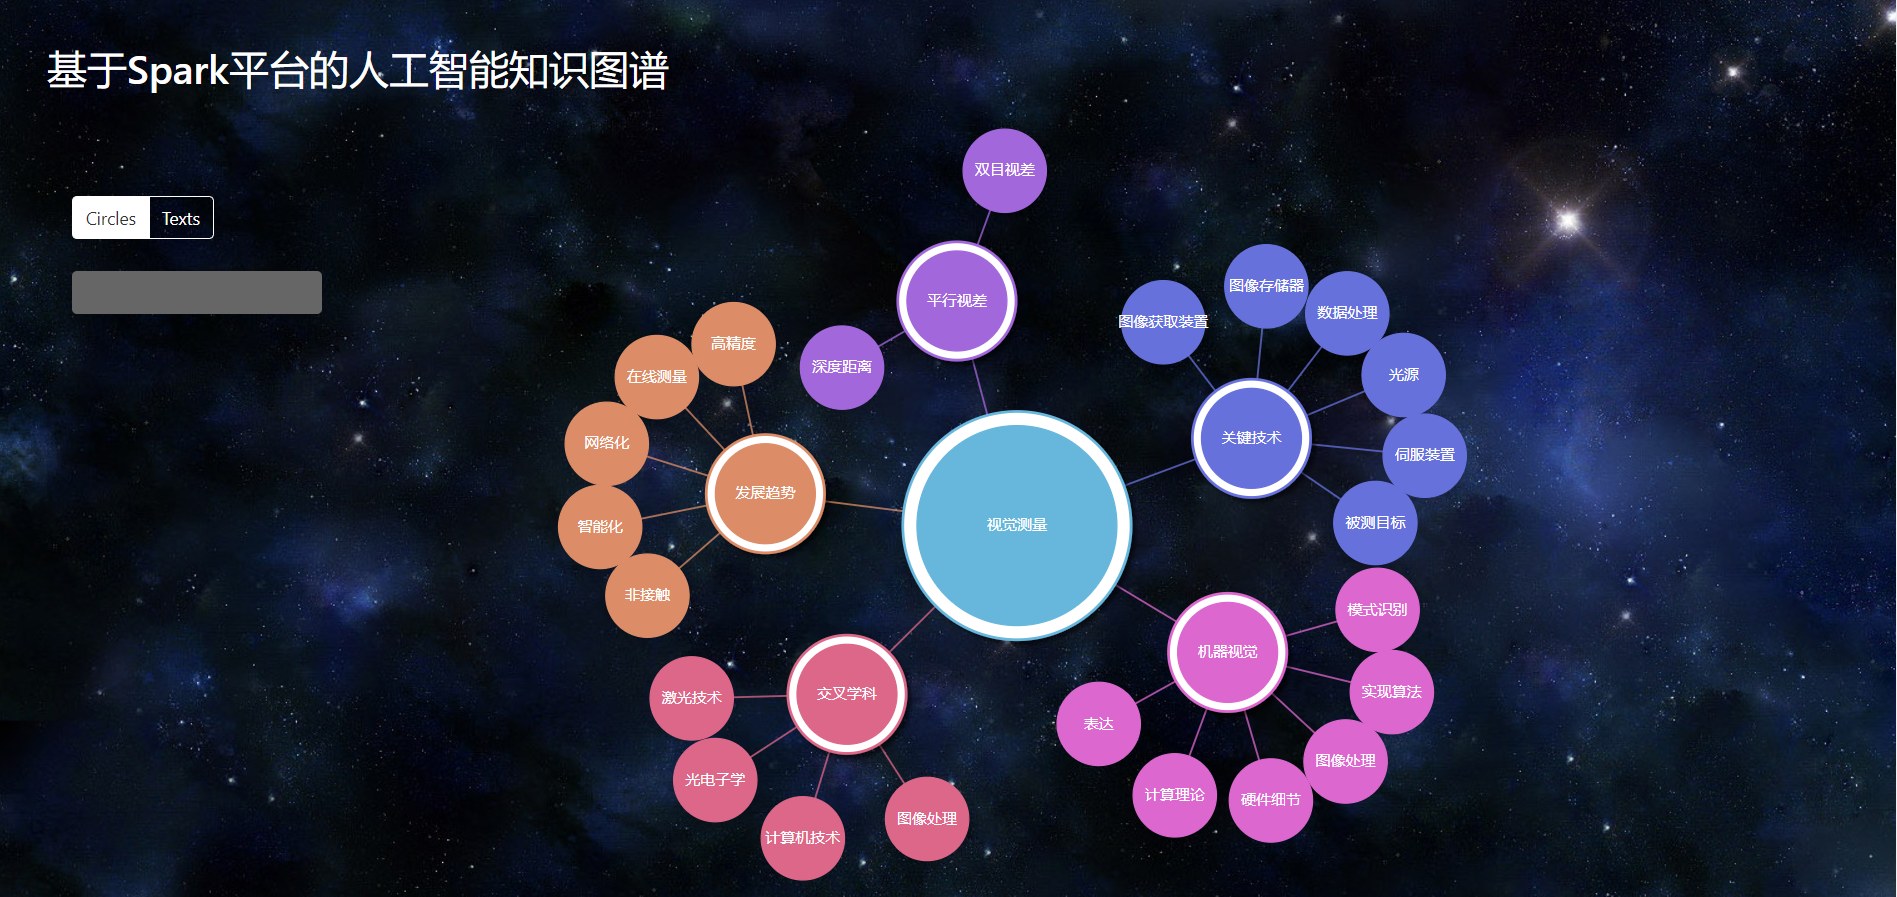 基于Spark平台的人工智能知识图谱
Circles
Texts
双目视差
平行视差
深度距离
图像存储器
图像获取装置
数据处理
光源
关键技术
伺服装置
被测目标
高精度
在线测量
网络化
发展趋势
智能化
非接触
视觉测量
模式识别
机器视觉
实现算法
表达
图像处理
计算理论
硬件细节
激光技术
交叉学科
光电子学
计算机技术
图像处理